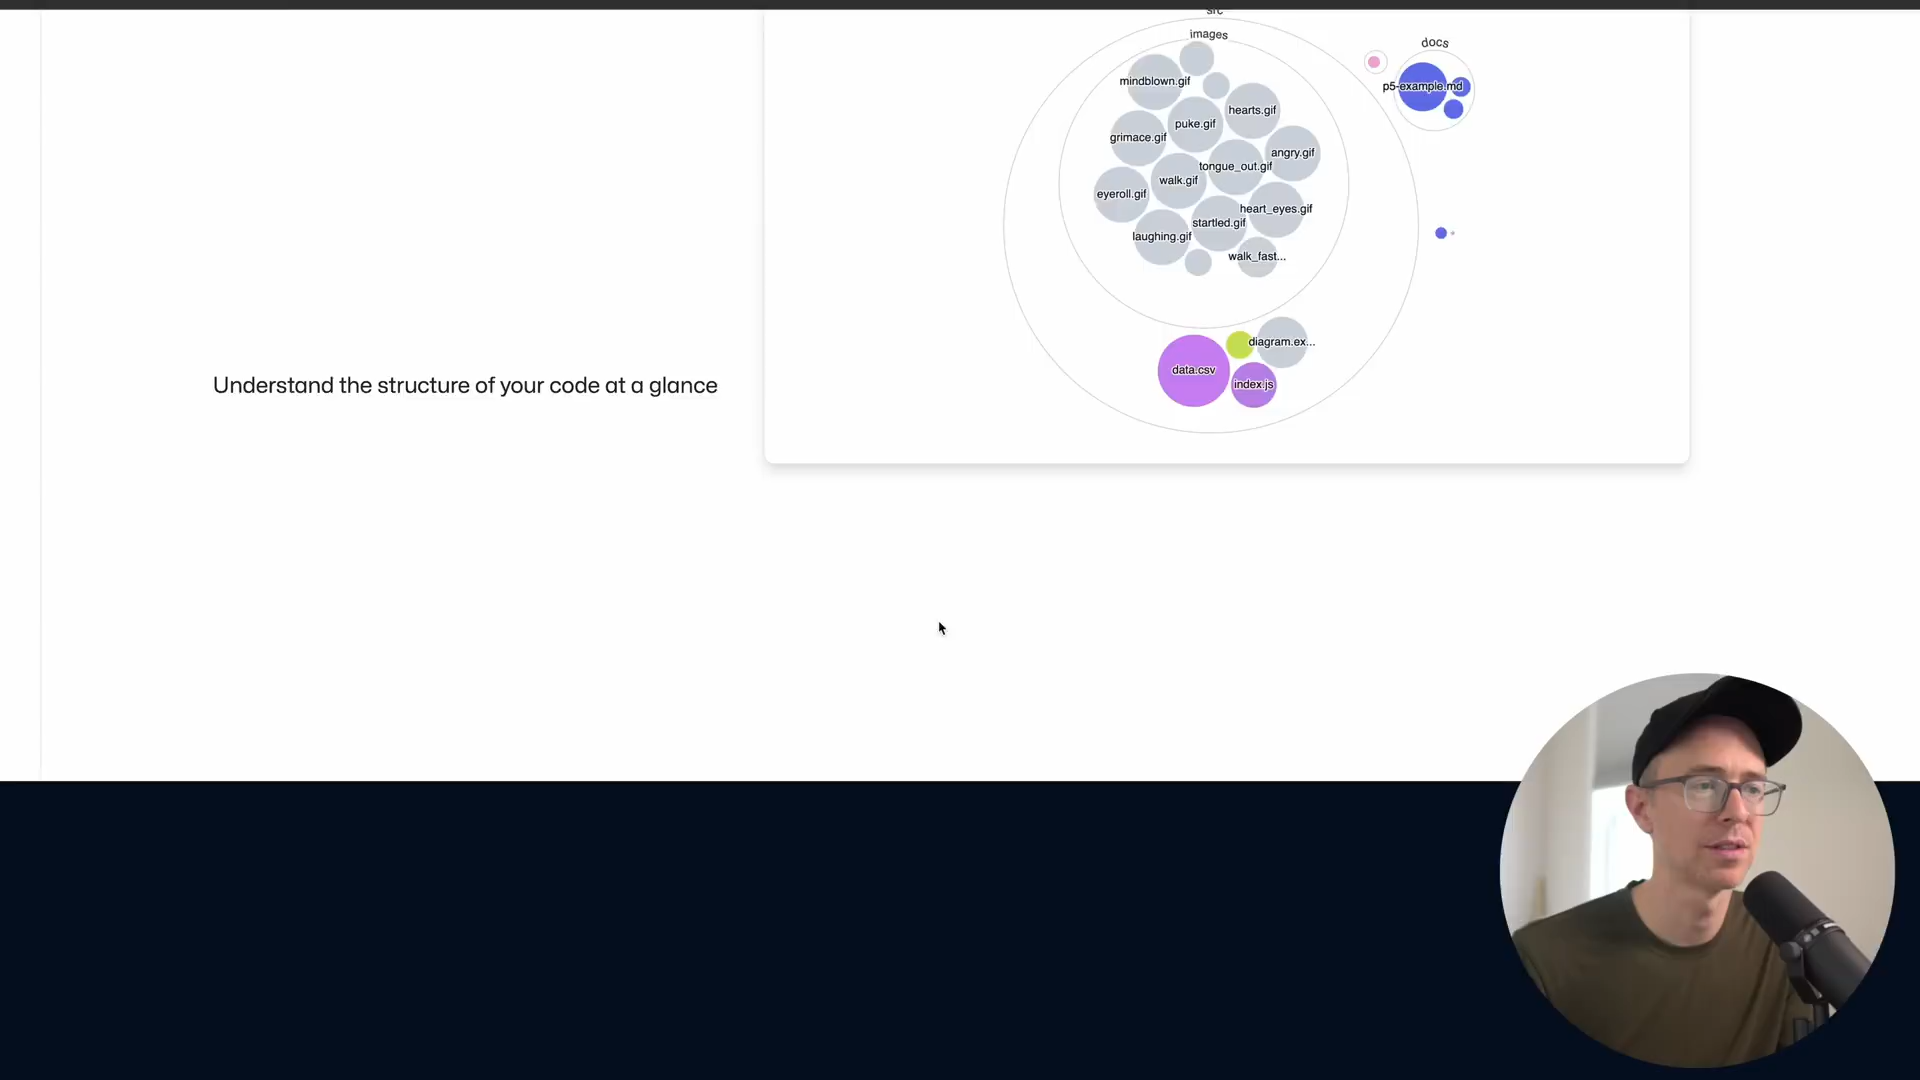 src
images
docs
mindblown.gif
p5-example.md
hearts.gif
puke.gif
grimace.gif
angry.gif
tongue_out.gif
walk.gif
eyeroll.gif
heart_eyes.gif
startled.gif
laughing.gif
walk_fast...
diagram.ex...
data.csv
index.js
Understand the structure of your code at a glance